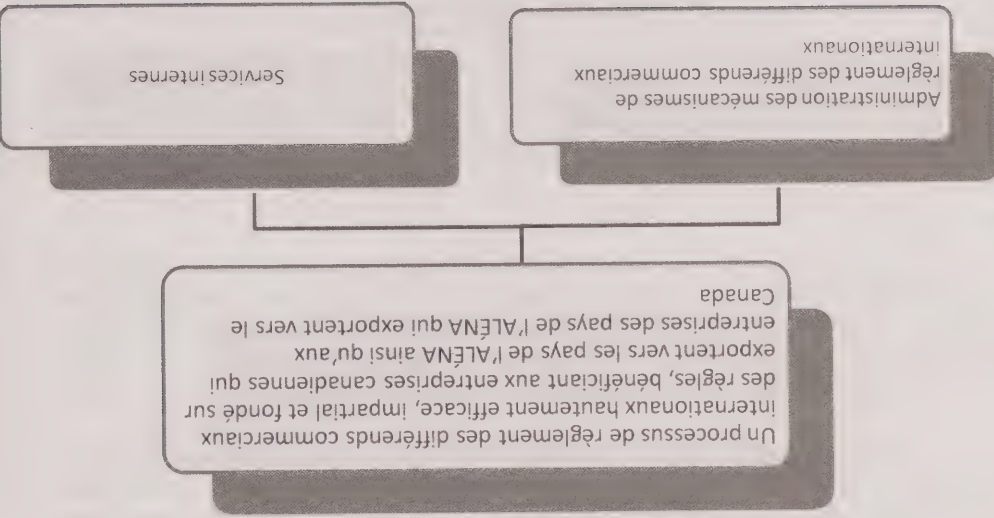 Un processus de règlement des différends commerciaux
internationaux hautement efficace, impartial et fondé sur
des règles, bénéficiant aux entreprises canadiennes qui
exportent vers les pays de l'ALÉNA ainsi qu'aux
entreprises des pays de l'ALÉNA qui exportent vers le
Canada
Administration des mécanismes de
règlement des différends commerciaux
internationaux
Services internes